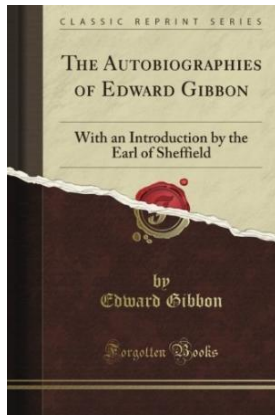 CLASSIC REPRINT SERIES
THE AUTOBIOGRAPHIES
OF EDWARD GIBBON
With an Introduction by the
Earl of Sheffield
by
Edward Gibbon
Forgotten Books